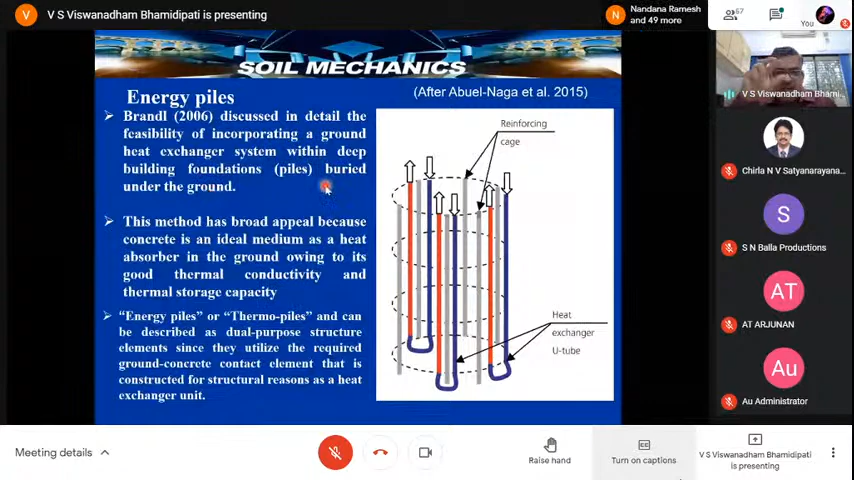 V
V S Viswanadham Bhamidipati is presenting
N
Nandana Ramesh
and 49 more
57
You
SOIL MECHANICS
Energy piles
(After Abuel-Naga et al. 2015)
➢ Brandl (2006) discussed in detail the
feasibility of incorporating a ground
heat exchanger system within deep
building foundations (piles) buried
under the ground.
➢ This method has broad appeal because
concrete is an ideal medium as a heat
absorber in the ground owing to its
good thermal conductivity and
thermal storage capacity
➢ “Energy piles” or “Thermo-piles” and can
be described as dual-purpose structure
elements since they utilize the required
ground-concrete contact element that is
constructed for structural reasons as a heat
exchanger unit.
Reinforcing
cage
Heat
exchanger
U-tube
V S Viswanadham Bhami...
Chirla N V Satyanarayana...
S
S N Balla Productions
AT
AT ARJUNAN
Au
Au Administrator
Meeting details
Raise hand
Turn on captions
V S Viswanadham Bhamidipati
is presenting